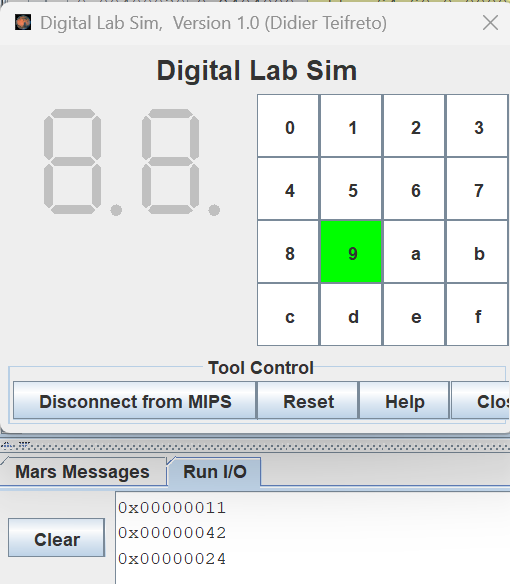 Digital Lab Sim, Version 1.0 (Didier Teifreto)
Digital Lab Sim
0 1 2 3
4 5 6 7
8 9 a b
c d e f
Tool Control
Disconnect from MIPS Reset Help Clos
Mars Messages Run I/O
Clear
0x00000011
0x00000042
0x00000024